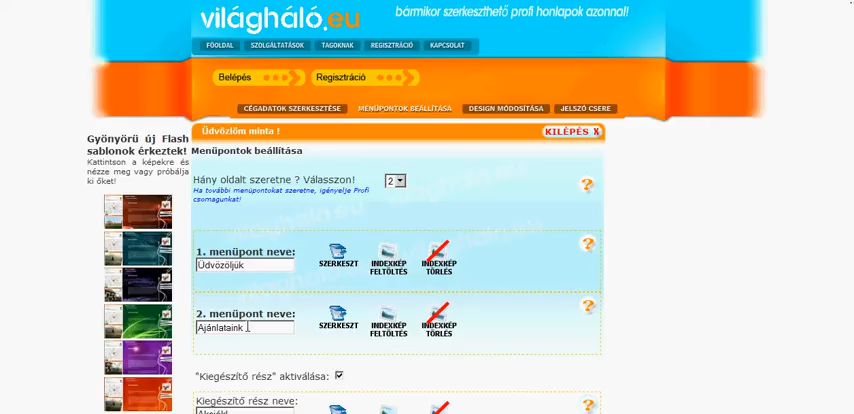 világháló.eu
bármikor szerkeszthető profi honlapok azonnal!
FŐOLDAL SZOLGÁLTATÁSOK TAGOKNAK REGISZTRÁCIÓ KAPCSOLAT
Belépés Regisztráció
CÉGADATOK SZERKESZTÉSE MENÜPONTOK BEÁLLÍTÁSA DESIGN MÓDOSÍTÁSA JELSZÓ CSERE
Üdvözlőm minta !
KILÉPÉS X
Gyönyörü új Flash
sablonok érkeztek!
Kattintson a képekre és
nézze meg vagy próbálja
ki őket!
Menüpontok beállítása
Hány oldalt szeretne ? Válasszon! 2
Ha további menüpontokat szeretne, igényelje Profi
csomagunkat!
1. menüpont neve:
Üdvözöljük
SZERKESZT
INDEXKÉP
FELTÖLTÉS
INDEXKÉP
TÖRLÉS
2. menüpont neve:
Ajánlataink
SZERKESZT
INDEXKÉP
FELTÖLTÉS
INDEXKÉP
TÖRLÉS
"Kiegészítő rész" aktiválása:
Kiegészítő rész neve:
Akciók!